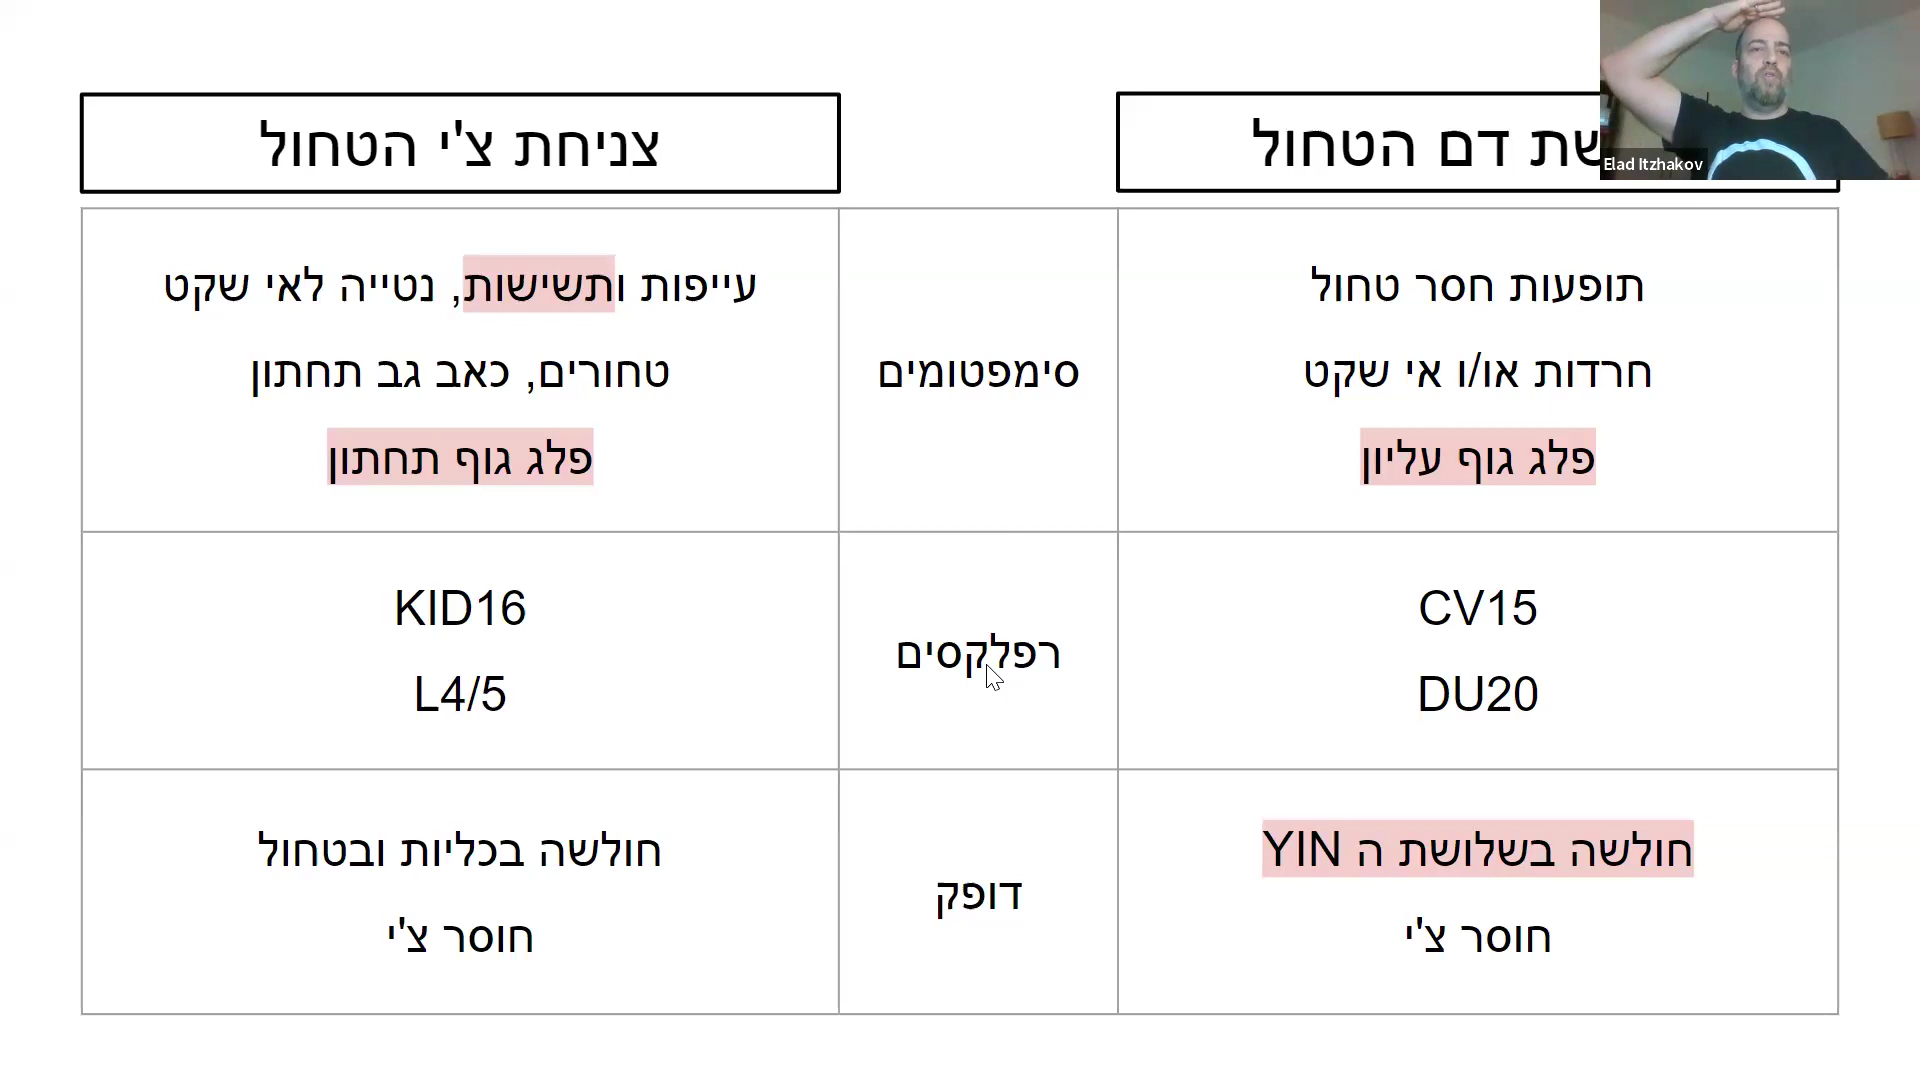 דם הטחול
צניחת צ'י הטחול
תופעות חסר טחול
חרדות או/ו אי שקט
פלג גוף עליון
סימפטומים
עייפות ותשישות, נטייה לאי שקט
טחורים, כאב גב תחתון
פלג גוף תחתון
CV15
DU20
רפלקסים
KID16
L4/5
חולשה בשלושת ה YIN
חוסר צ'י
דופק
חולשה בכליות ובטחול
חוסר צ'י
Elad Itzhakov